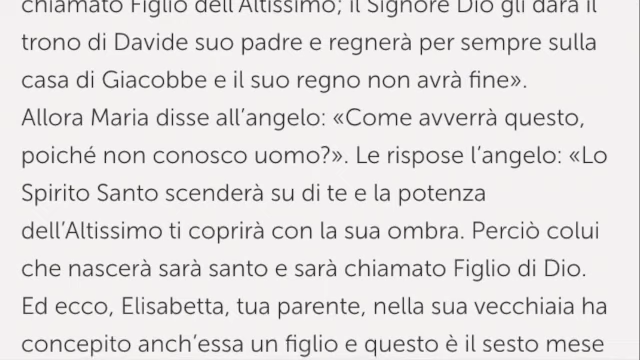 chiamato Figlio dell'Altissimo; il Signore Dio gli darà il
trono di Davide suo padre e regnerà per sempre sulla
casa di Giacobbe e il suo regno non avrà fine».
Allora Maria disse all’angelo: «Come avverrà questo,
poiché non conosco uomo?». Le rispose l’angelo: «Lo
Spirito Santo scenderà su di te e la potenza
dell’Altissimo ti coprirà con la sua ombra. Perciò colui
che nascerà sarà santo e sarà chiamato Figlio di Dio.
Ed ecco, Elisabetta, tua parente, nella sua vecchiaia ha
concepito anch’essa un figlio e questo è il sesto mese